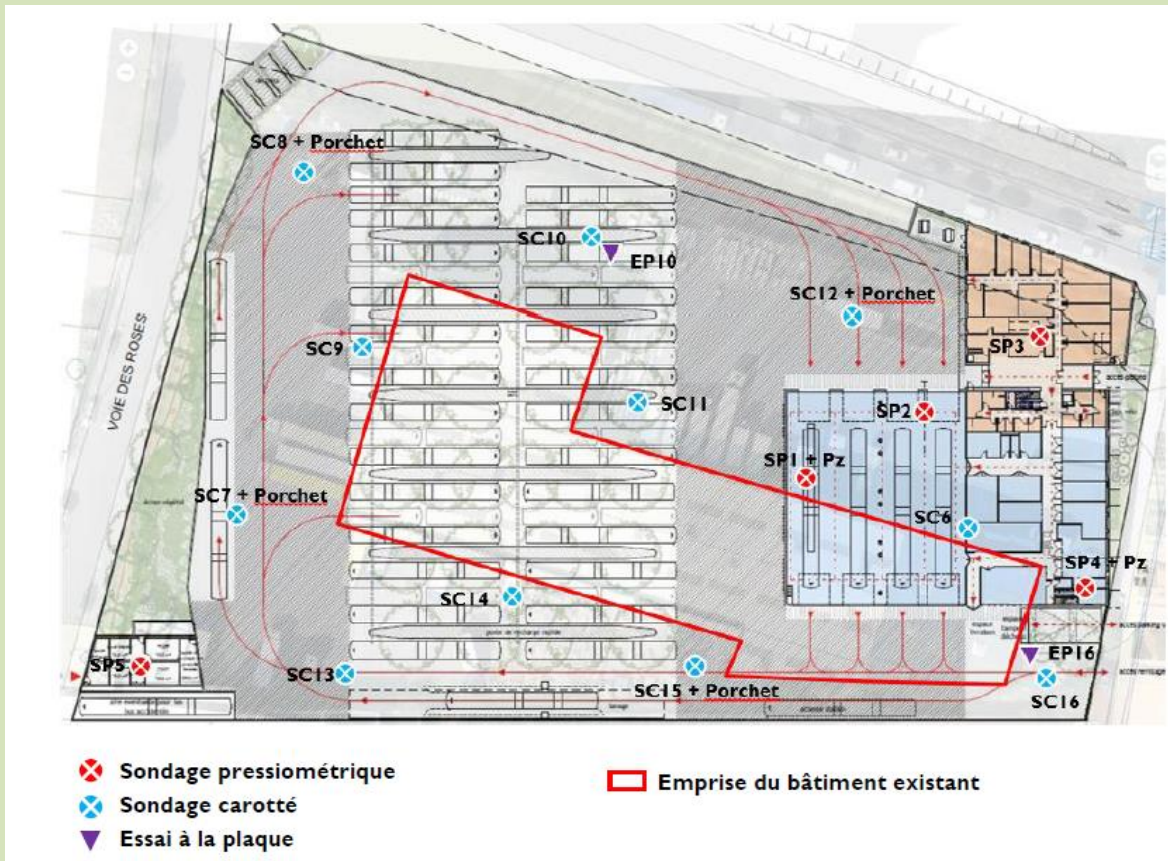 SC8 + Porchet
SC10
EP10
SC12 + Porchet
SP3
SC9
VOIE DES ROSES
SC11
SP2
SP1 + Pz
SC7 + Porchet
SC6
SP4 + Pz
SC14
SP5
EP16
SC13
SC15 + Porchet
SC16
Sondage pressiométrique
Emprise du bâtiment existant
Sondage carotté
Essai à la plaque